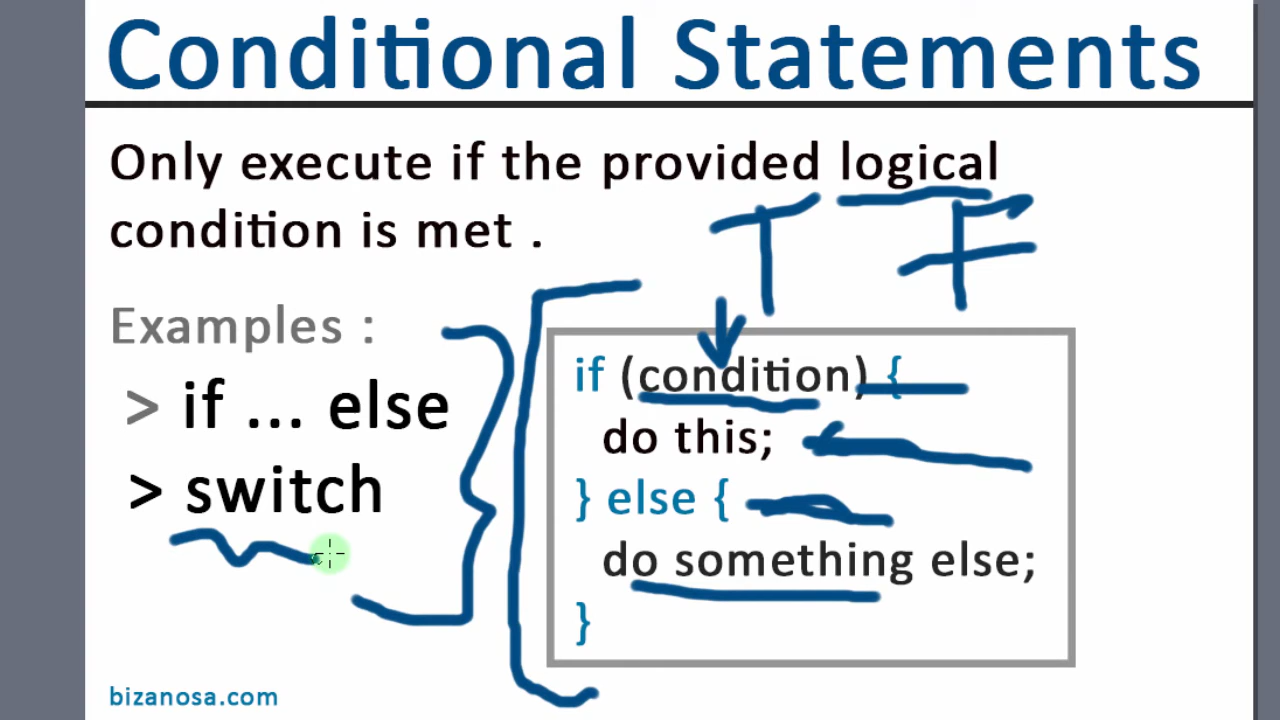 Conditional Statements
Only execute if the provided logical
condition is met .
T F
Examples :
> if ... else
> switch
if (condition) {
do this;
} else {
do something else;
}
bizanosa.com